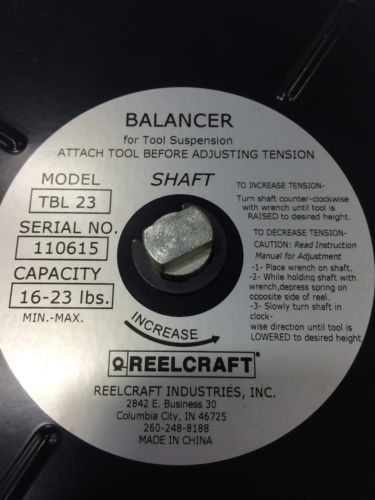 BALANCER
for Tool Suspension
ATTACH TOOL BEFORE ADJUSTING TENSION
MODEL
TBL 23
SERIAL NO.
110615
CAPACITY
16-23 lbs.
MIN.-MAX.
SHAFT
INCREASE
TO INCREASE TENSION-
Turn shaft counter-clockwise
with wrench until tool is
RAISED to desired height.
TO DECREASE TENSION-
CAUTION: Read Instruction
Manual for Adjustment
-1- Place wrench on shaft.
-2- While holding shaft with
wrench,depress spring on
opposite side of reel.
-3- Slowly turn shaft in
clock-
wise direction until tool is
LOWERED to desired height
REELCRAFT®
REELCRAFT INDUSTRIES, INC.
2842 E. Business 30
Columbia City, IN 46725
260-248-8188
MADE IN CHINA